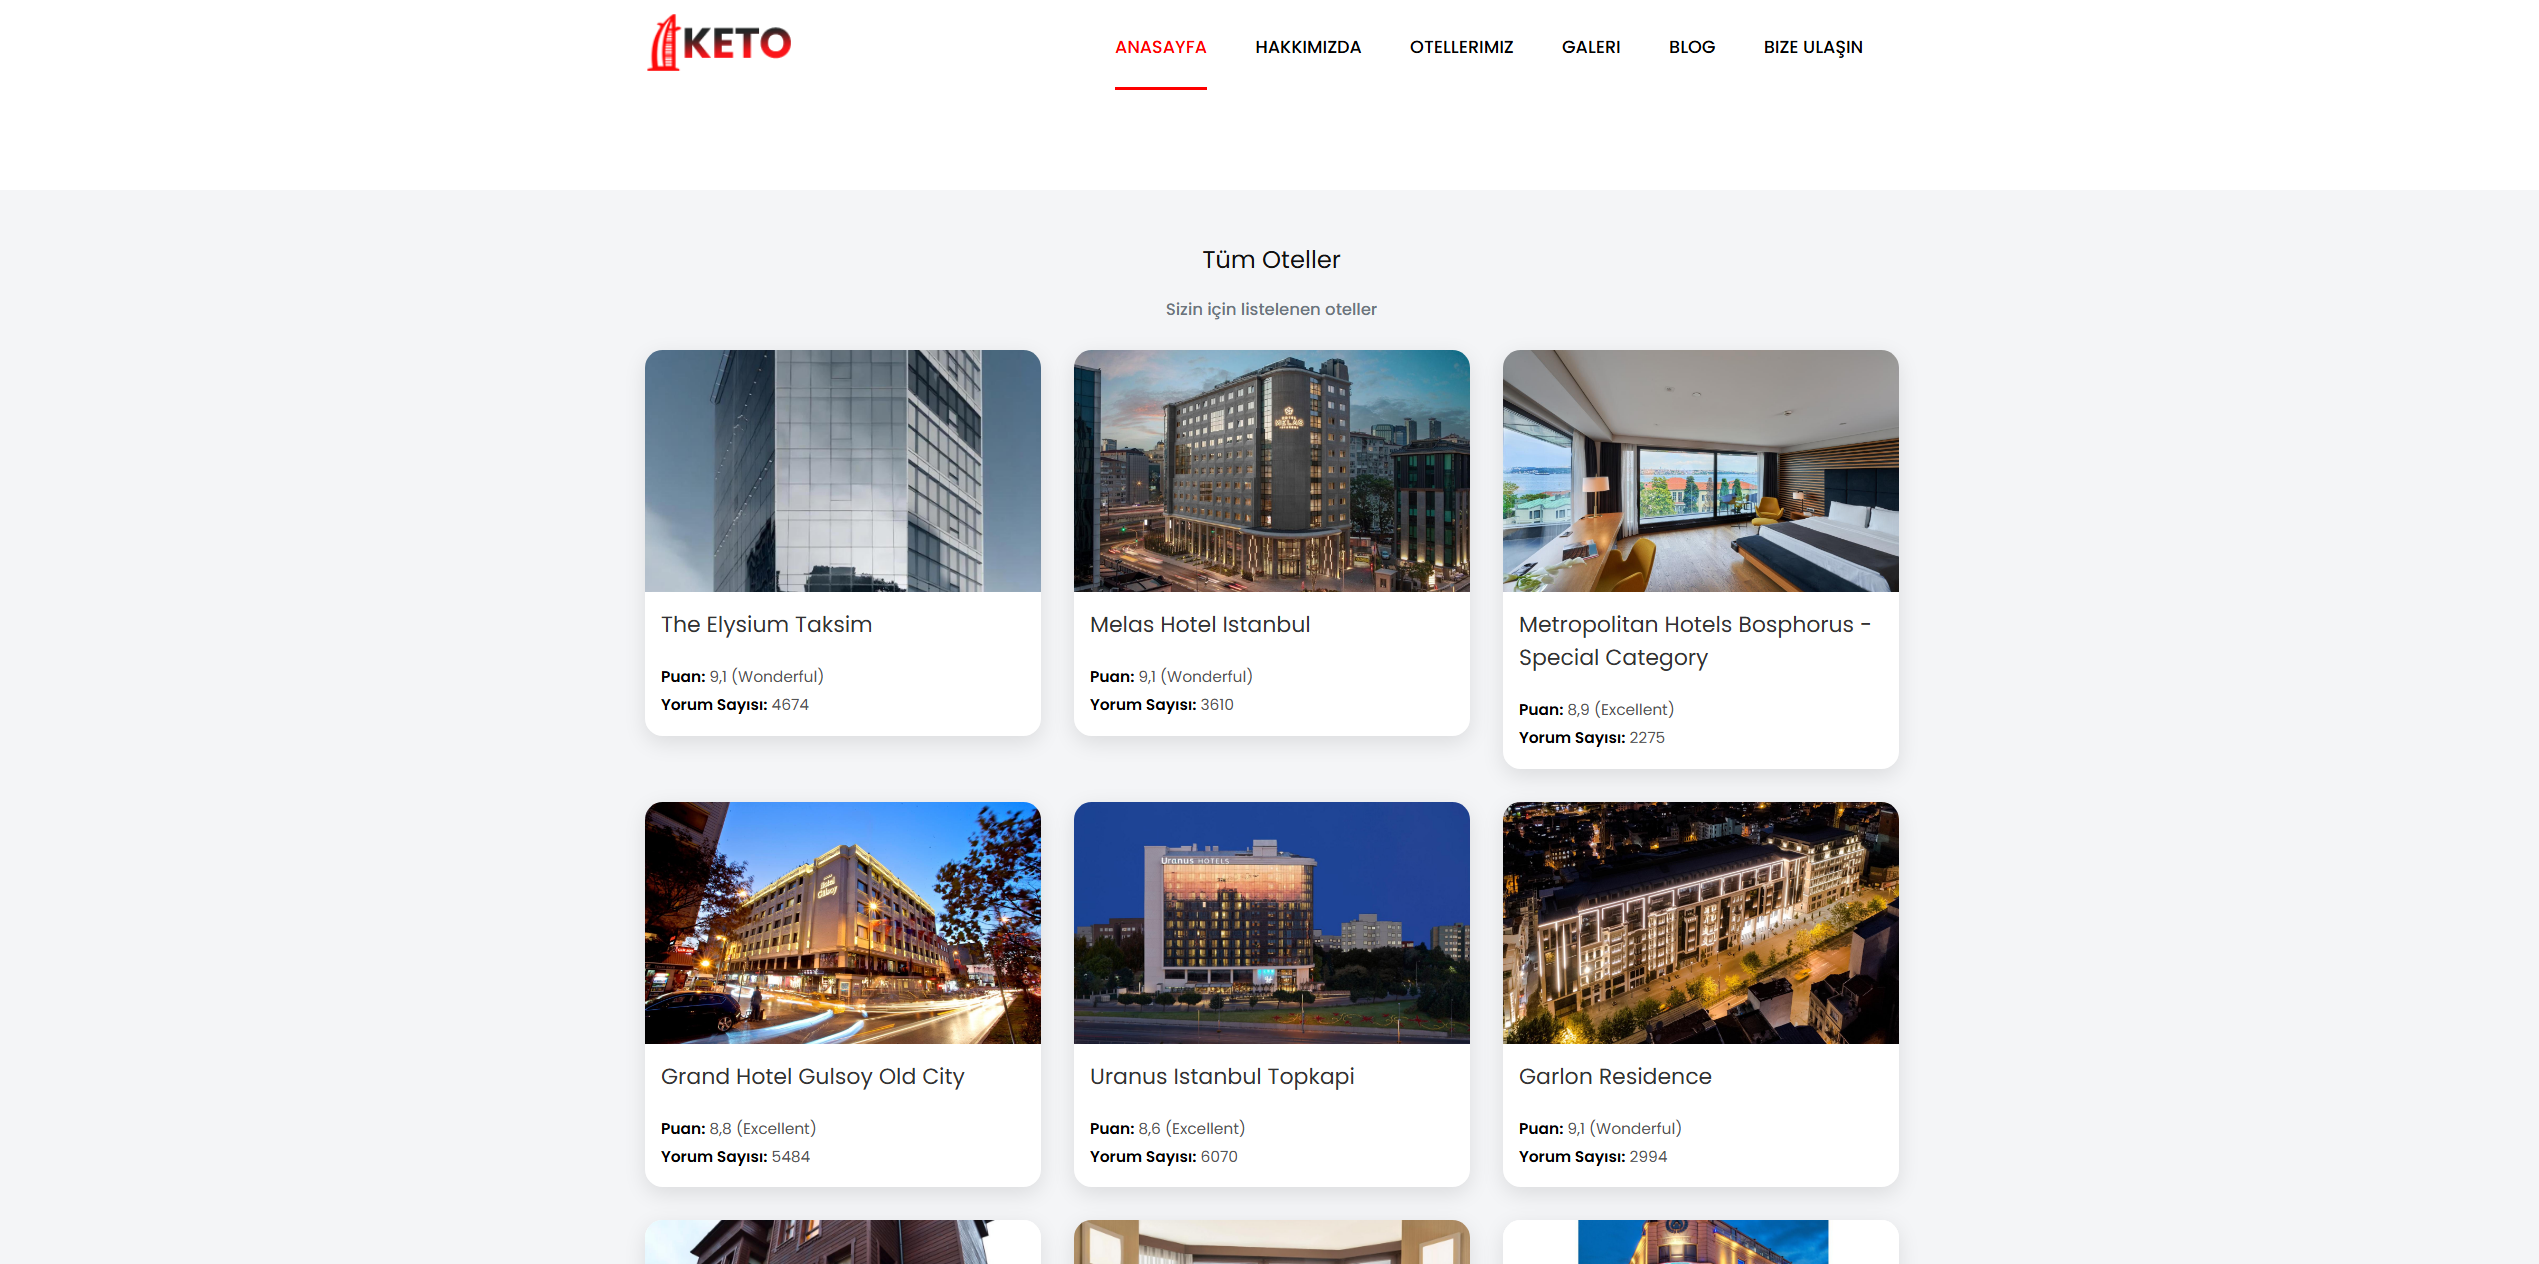 KETO
ANASAYFA HAKKIMIZDA OTELLERIMIZ GALERI BLOG BIZE ULAŞIN
Tüm Oteller
Sizin için listelenen oteller
HOTEL
MELAS
The Elysium Taksim
Puan: 9,1 (Wonderful)
Yorum Sayısı: 4674
Melas Hotel Istanbul
Puan: 9,1 (Wonderful)
Yorum Sayısı: 3610
Metropolitan Hotels Bosphorus -
Special Category
Puan: 8,9 (Excellent)
Yorum Sayısı: 2275
Uranus HOTELS
Grand Hotel Gulsoy Old City
Puan: 8,8 (Excellent)
Yorum Sayısı: 5484
Uranus Istanbul Topkapi
Puan: 8,6 (Excellent)
Yorum Sayısı: 6070
Garlon Residence
Puan: 9,1 (Wonderful)
Yorum Sayısı: 2994